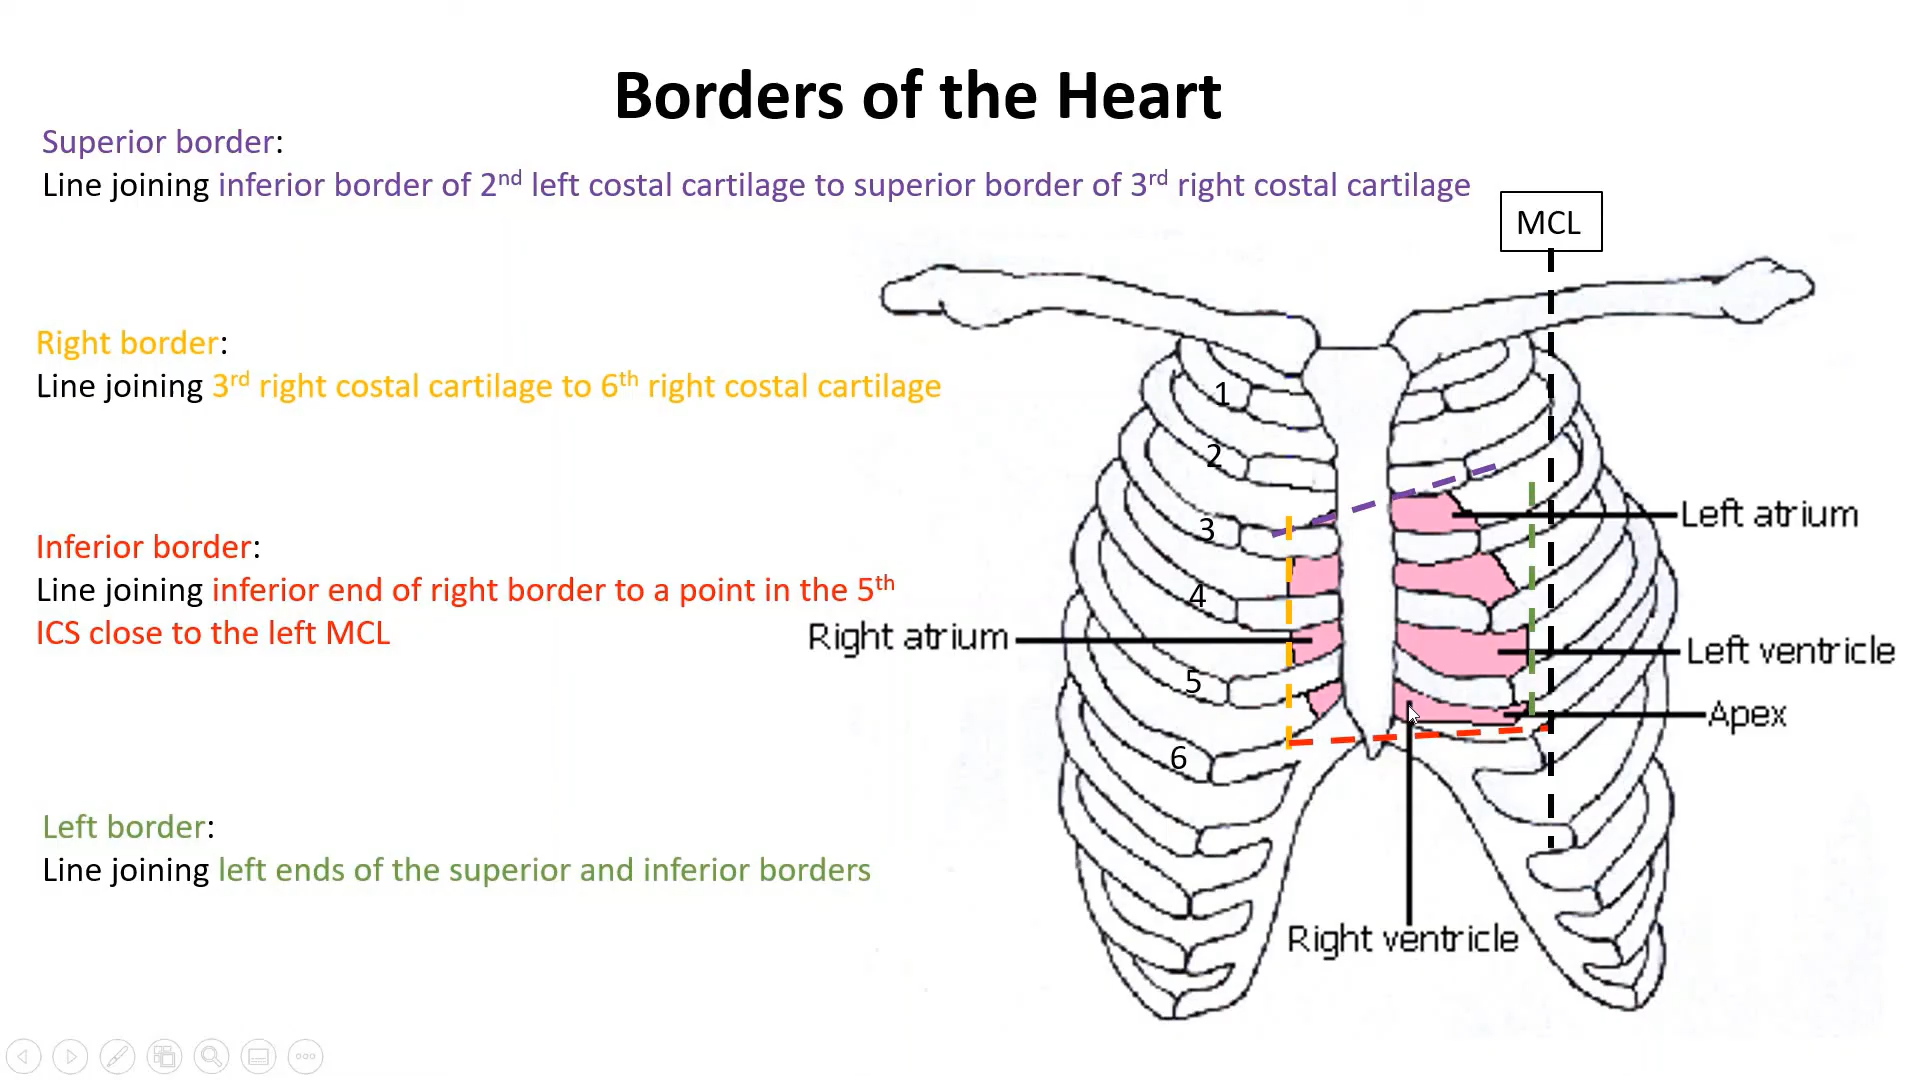 Borders of the Heart
Superior border:
Line joining inferior border of 2nd left costal cartilage to superior border of 3rd right costal cartilage
MCL
Right border:
Line joining 3rd right costal cartilage to 6th right costal cartilage
1
2
3
4
5
6
Left atrium
Inferior border:
Line joining inferior end of right border to a point in the 5th
ICS close to the left MCL
Right atrium
Left ventricle
Apex
Left border:
Line joining left ends of the superior and inferior borders
Right ventricle